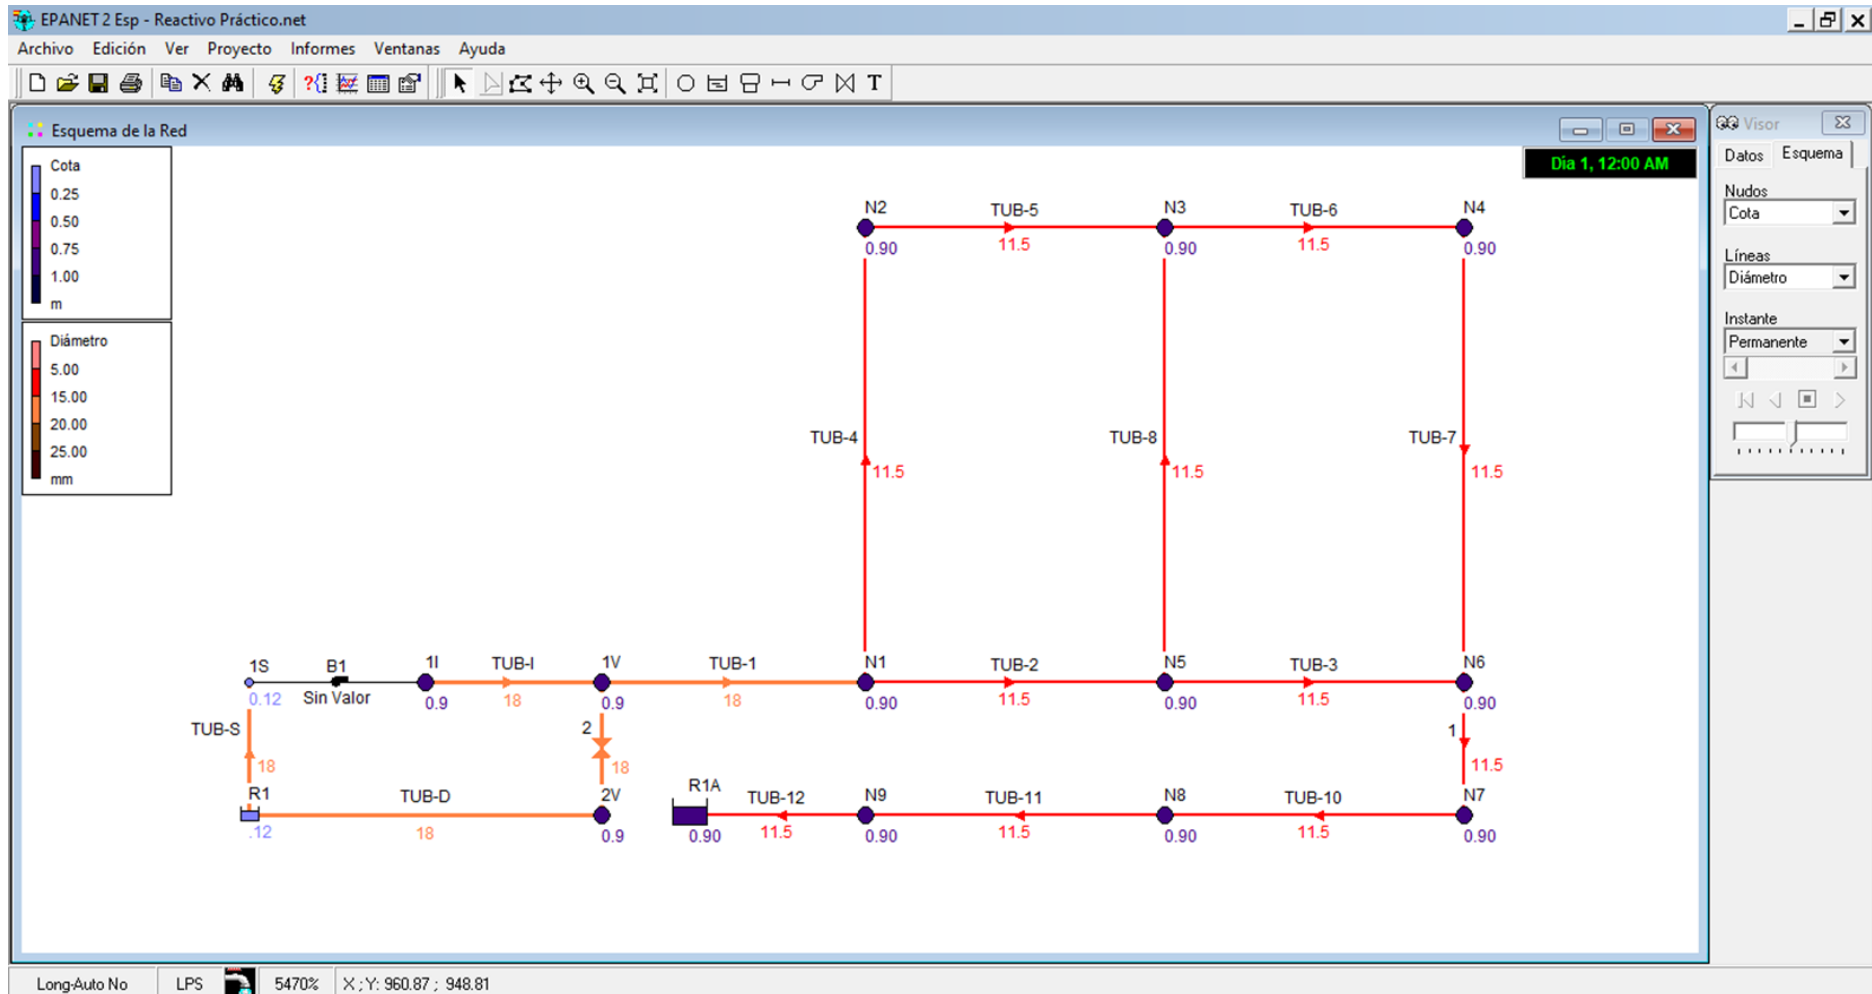 EPANET 2 Esp - Reactivo Práctico.net
Archivo Edición Ver Proyecto Informes Ventanas Ayuda
T
Esquema de la Red
Cota
0.25
0.50
0.75
1.00
m
Diámetro
5.00
15.00
20.00
25.00
mm
Dia 1, 12:00 AM
N2 TUB-5 N3 TUB-6 N4
0.90 11.5 0.90 11.5 0.90
TUB-4 TUB-8 TUB-7
11.5 11.5 11.5
1S B1 1I TUB-I 1V TUB-1 N1 TUB-2 N5 TUB-3 N6
0.12 Sin Valor 0.9 18 0.9 18 0.90 11.5 0.90 11.5 0.90
TUB-S 2 1
18 18 11.5
R1 TUB-D 2V R1A TUB-12 N9 TUB-11 N8 TUB-10 N7
.12 18 0.9 0.90 11.5 0.90 11.5 0.90 11.5 0.90
Visor
Datos Esquema
Nudos
Cota
Líneas
Diámetro
Instante
Permanente
Long-Auto No LPS 5470% X ; Y: 960.87 ; 948.81